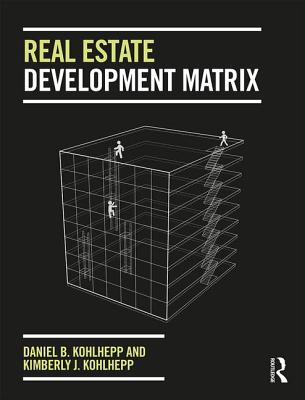 REAL ESTATE
DEVELOPMENT MATRIX
DANIEL B. KOHLHEPP AND
KIMBERLY J. KOHLHEPP
R
ROUTLEDGE